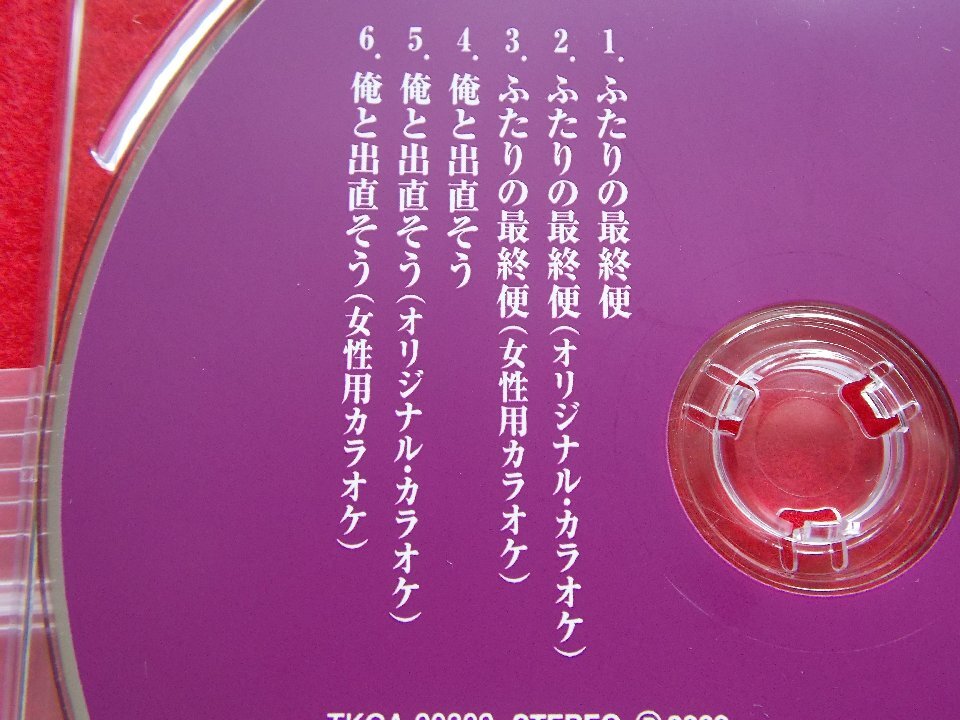 1. ふたりの最終便
2. ふたりの最終便(オリジナル・カラオケ)
3. ふたりの最終便(女性用カラオケ)
4. 俺と出直そう
5. 俺と出直そう(オリジナル・カラオケ)
6. 俺と出直そう(女性用カラオケ)
STEREO Ⓟ